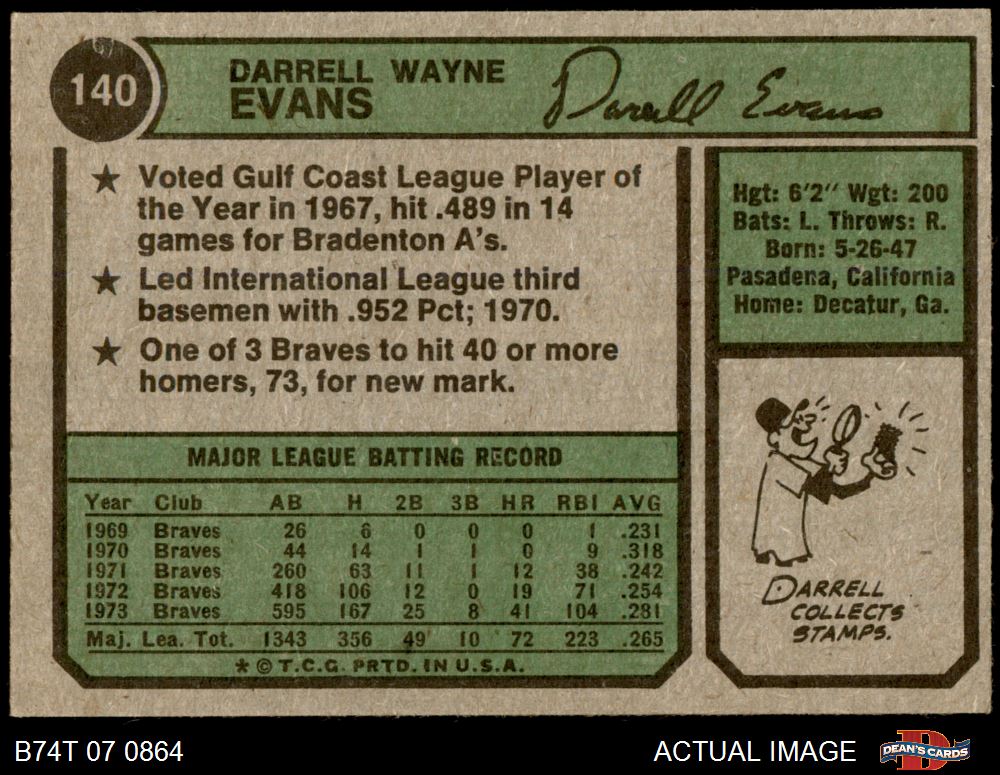 140
DARRELL WAYNE
EVANS
Darrell Evans
★ Voted Gulf Coast League Player of
the Year in 1967, hit .489 in 14
games for Bradenton A's.
★ Led International League third
basemen with .952 Pct; 1970.
★ One of 3 Braves to hit 40 or more
homers, 73, for new mark.
Hgt: 6'2" Wgt: 200
Bats: L. Throws: R.
Born: 5-26-47
Pasadena, California
Home: Decatur, Ga.
MAJOR LEAGUE BATTING RECORD
Year Club AB H 2B 3B HR RBI AVG
1969 Braves 26 6 0 0 0 1 .231
1970 Braves 44 14 1 1 0 9 .318
1971 Braves 260 63 11 1 12 38 .242
1972 Braves 418 106 12 0 19 71 .254
1973 Braves 595 167 25 8 41 104 .281
Maj. Lea. Tot. 1343 356 49 10 72 223 .265
* © T.C.G. PRTD. IN U.S.A.
DARRELL
COLLECTS
STAMPS.
B74T 07 0864
ACTUAL IMAGE
DEAN'S CARDS